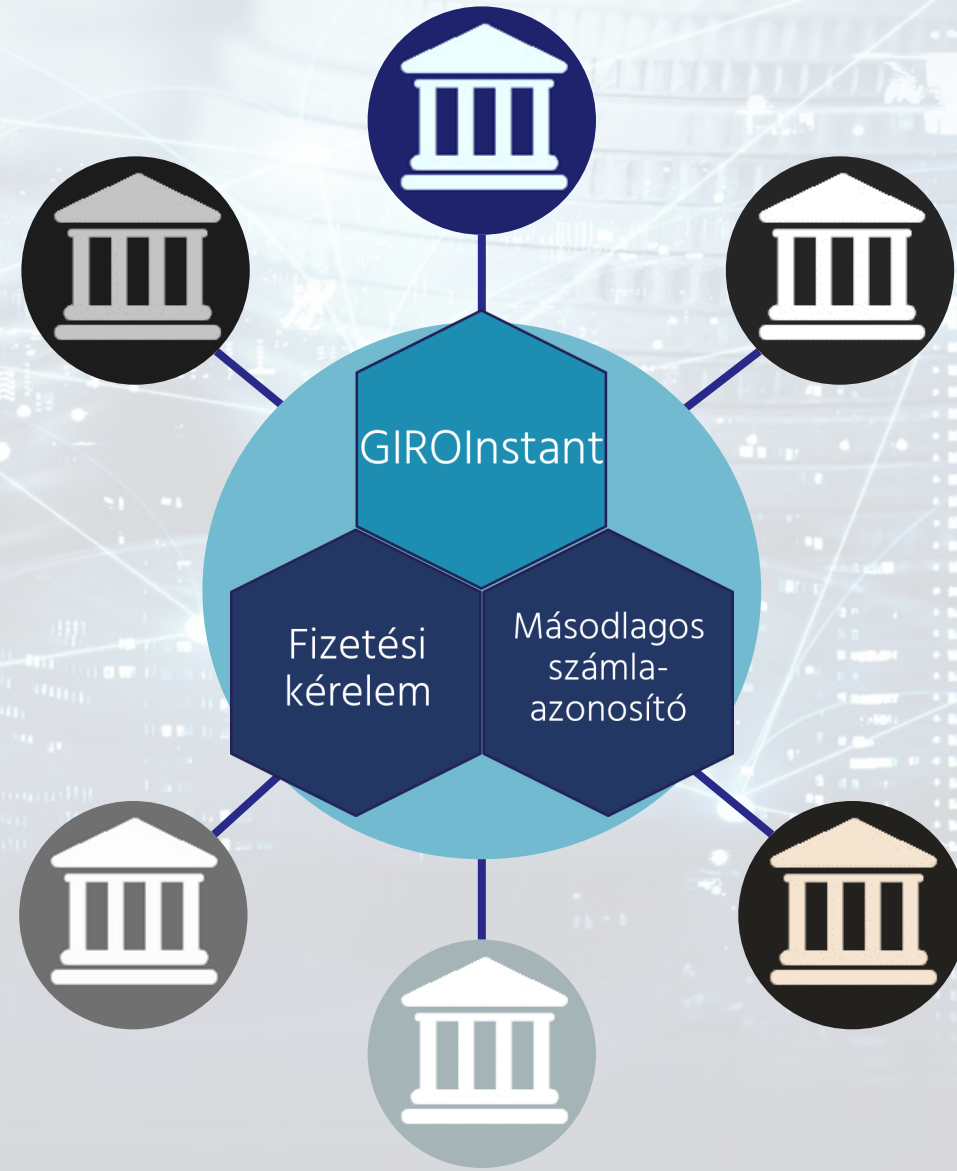 GIROInstant
Fizetési
kérelem
Másodlagos
számla-
azonosító